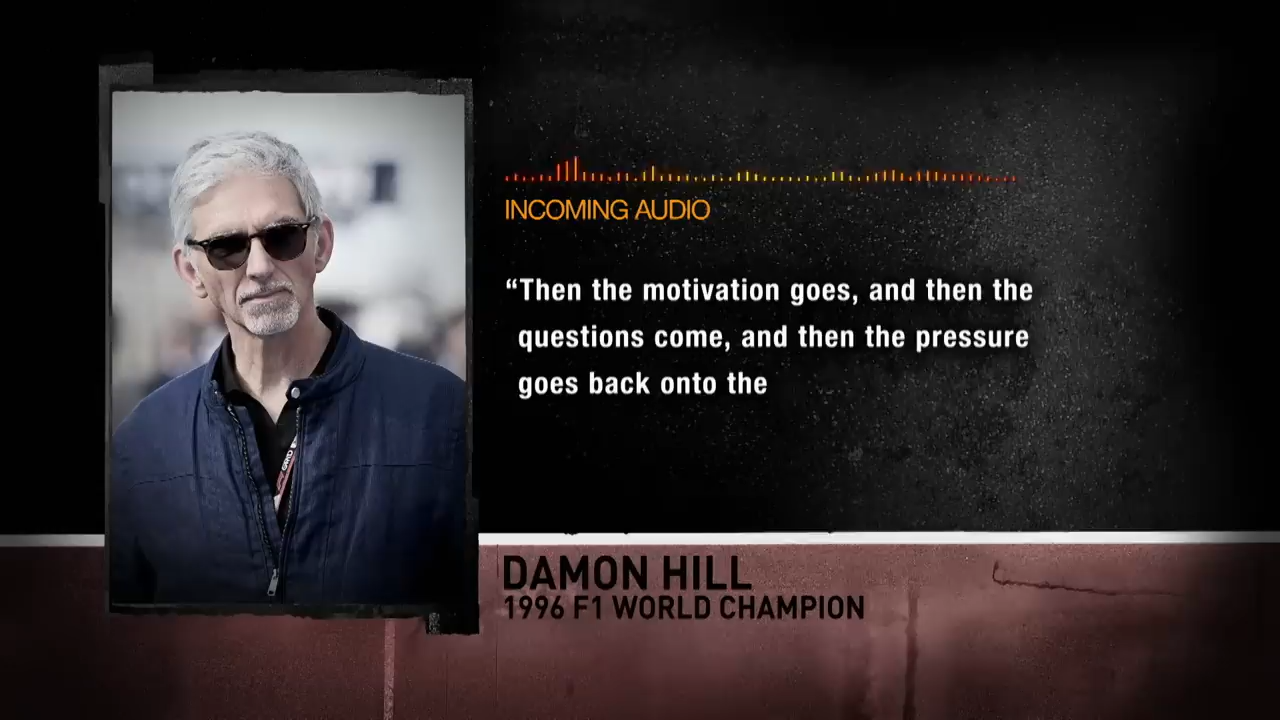 INCOMING AUDIO
“Then the motivation goes, and then the
questions come, and then the pressure
goes back onto the
DAMON HILL
1996 F1 WORLD CHAMPION